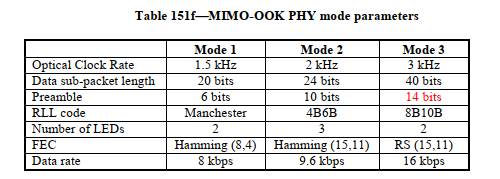 Table 151f—MIMO-OOK PHY mode parameters
Mode 1 Mode 2 Mode 3
Optical Clock Rate 1.5 kHz 2 kHz 3 kHz
Data sub-packet length 20 bits 24 bits 40 bits
Preamble 6 bits 10 bits 14 bits
RLL code Manchester 4B6B 8B10B
Number of LEDs 2 3 2
FEC Hamming (8,4) Hamming (15,11) RS (15,11)
Data rate 8 kbps 9.6 kbps 16 kbps